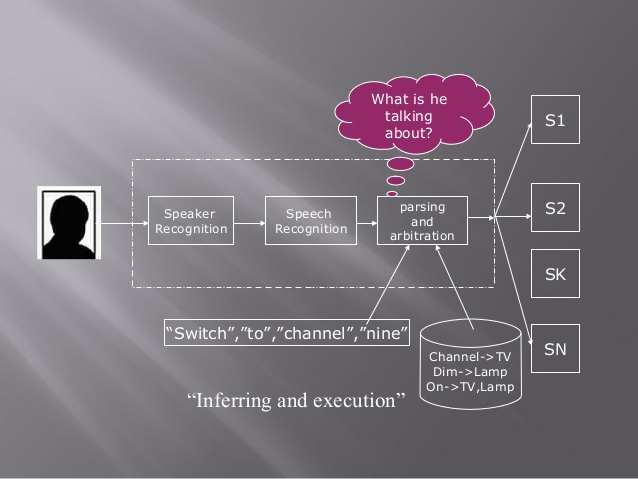 What is he
talking
about?
S1
Speaker
Recognition
Speech
Recognition
parsing
and
arbitration
S2
SK
“Switch”,”to”,”channel”,”nine”
SN
Channel->TV
Dim->Lamp
On->TV,Lamp
“Inferring and execution”